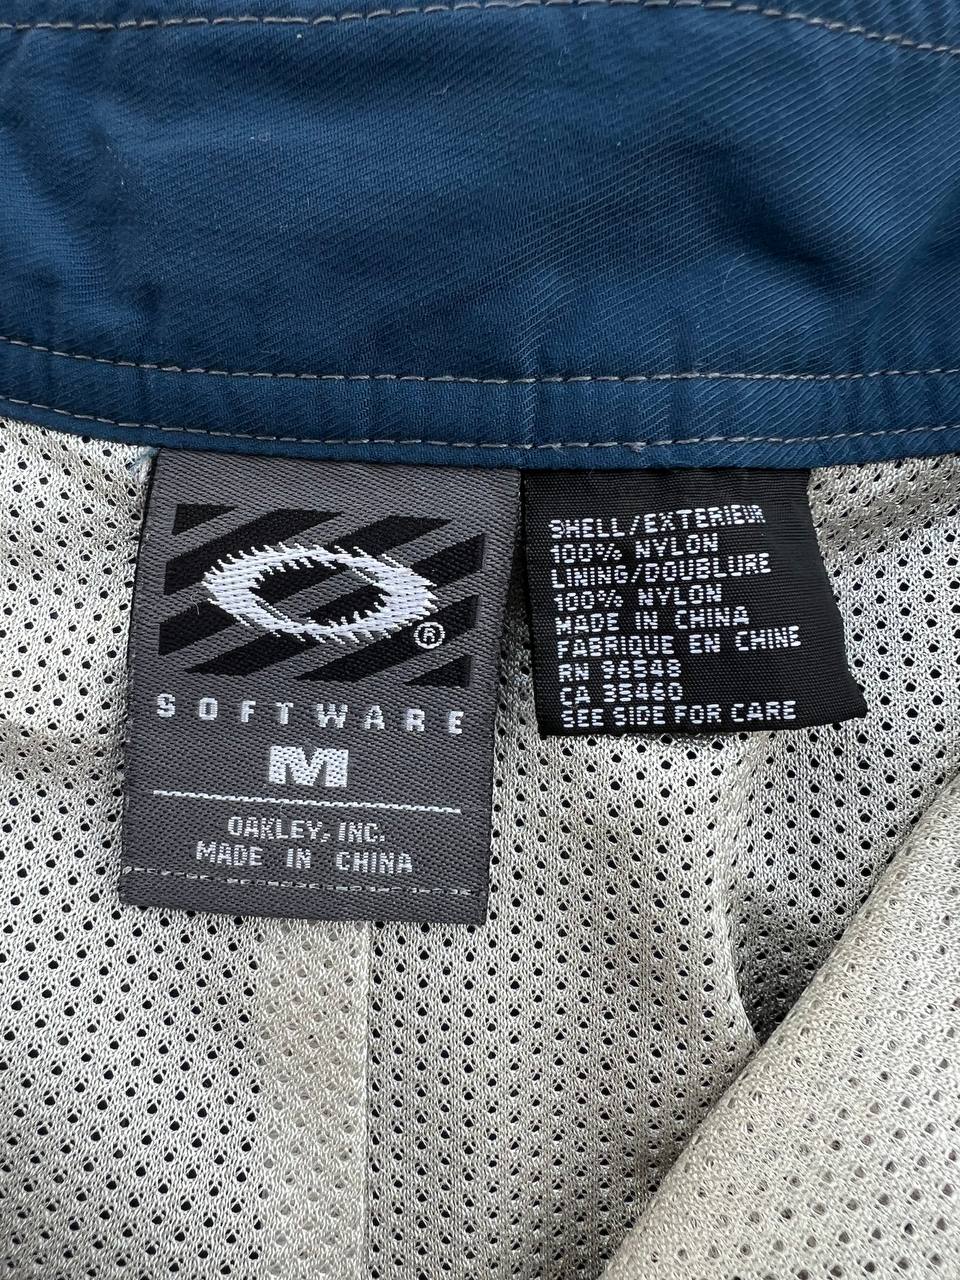 ®
SOFTWARE
M
OAKLEY, INC.
MADE IN CHINA
SHELL/EXTERIEUR
100% NYLON
LINING/DOUBLURE
100% NYLON
MADE IN CHINA
FABRIQUE EN CHINE
RN 96548
CA 35460
SEE SIDE FOR CARE